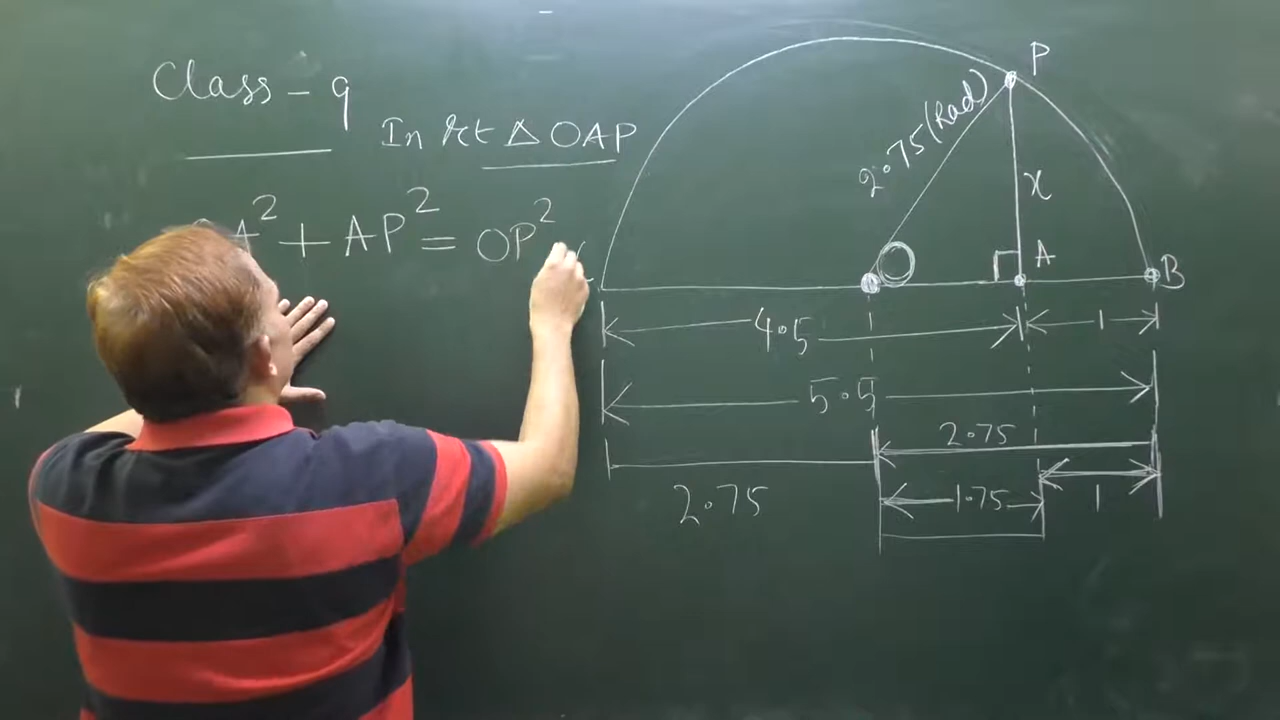 Class - 9
In rt △ OAP
A² + AP² = OP²
P
2.75 (Rad)
x
O
A
B
4.5
1
5.5
2.75
2.75
1.75
1